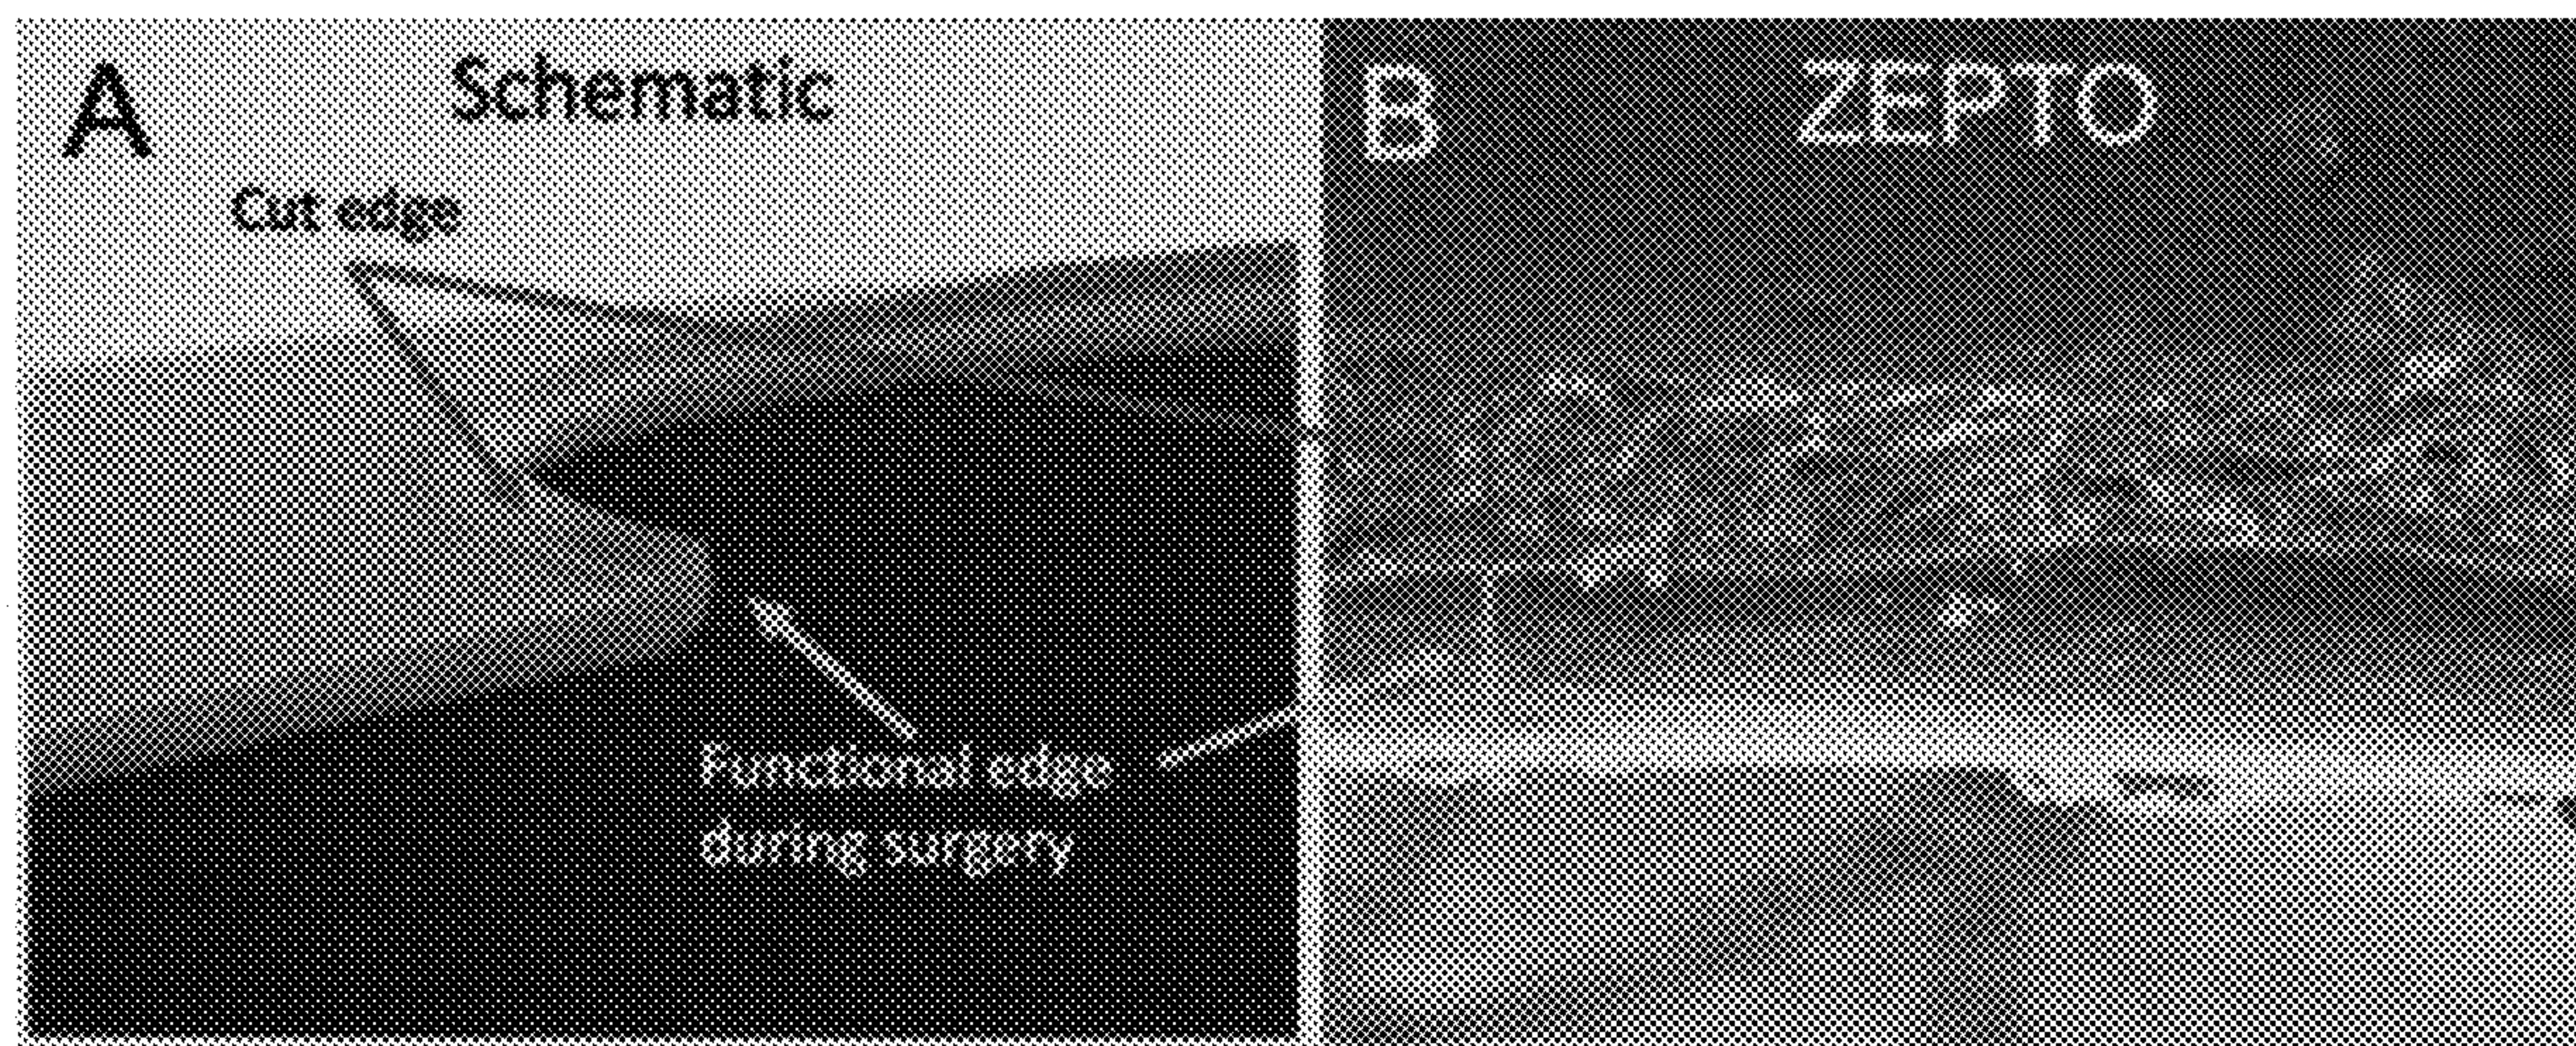 A
Schematic
Cut edge
Functional edge
during surgery
B
ZEPTO